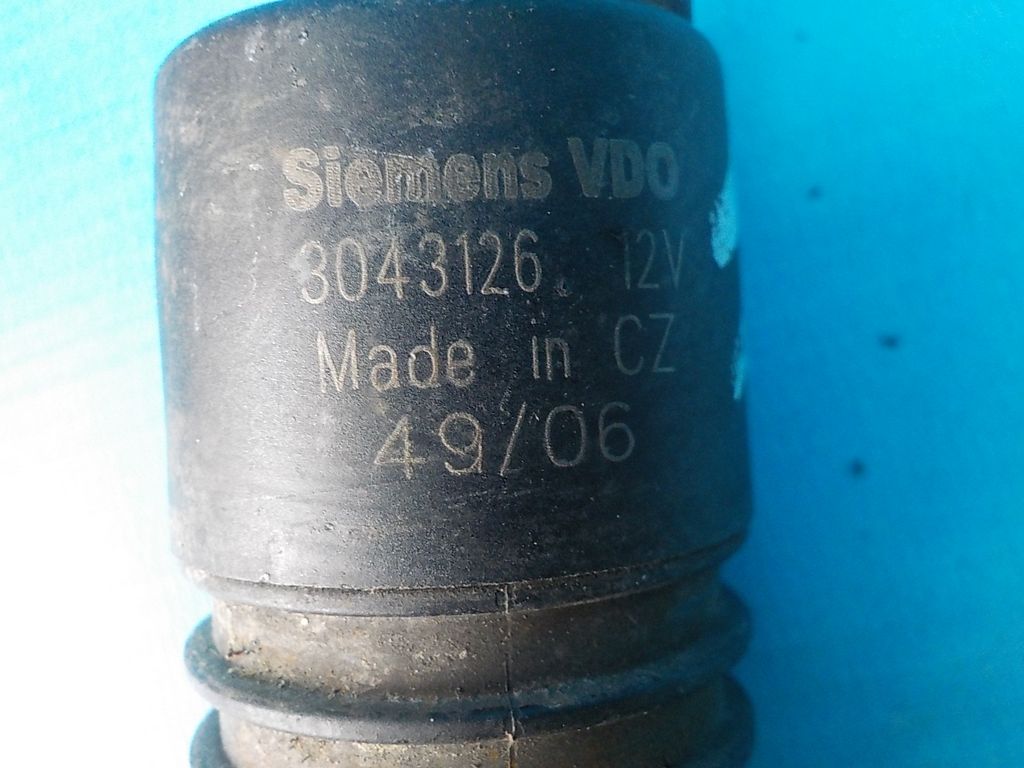 Siemens VDO
3043126. 12V
Made in CZ
49/06